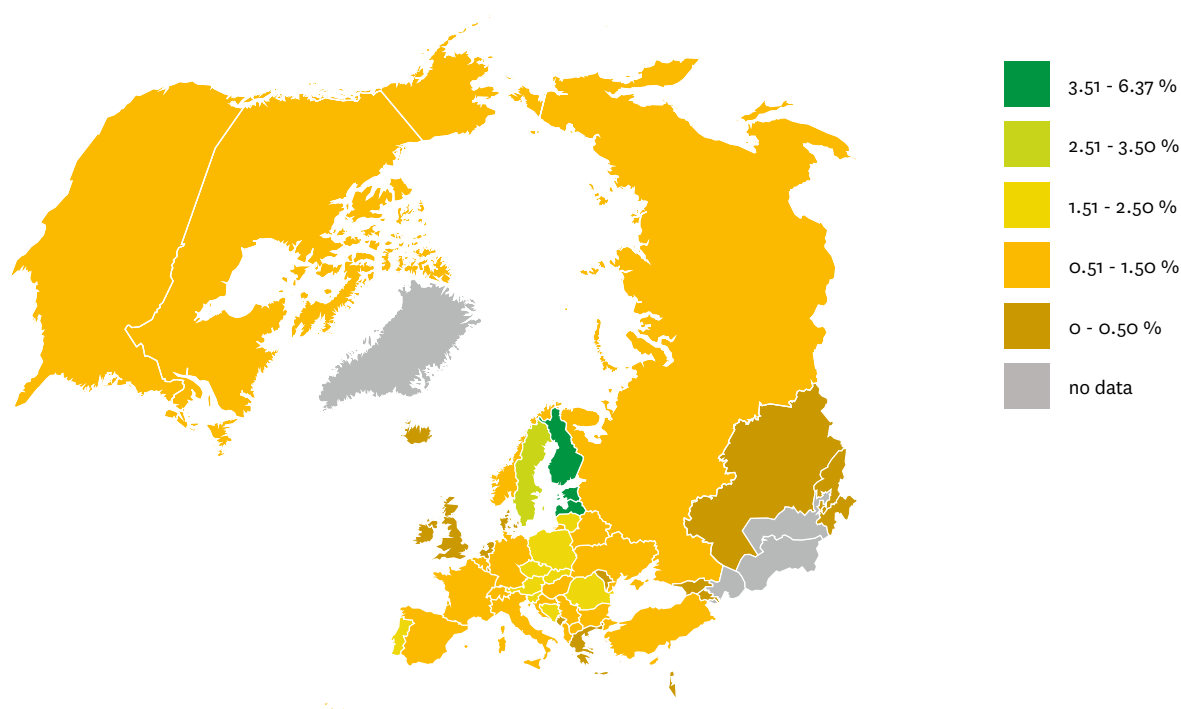 3.51 - 6.37 %
2.51 - 3.50 %
1.51 - 2.50 %
0.51 - 1.50 %
0 - 0.50 %
no data